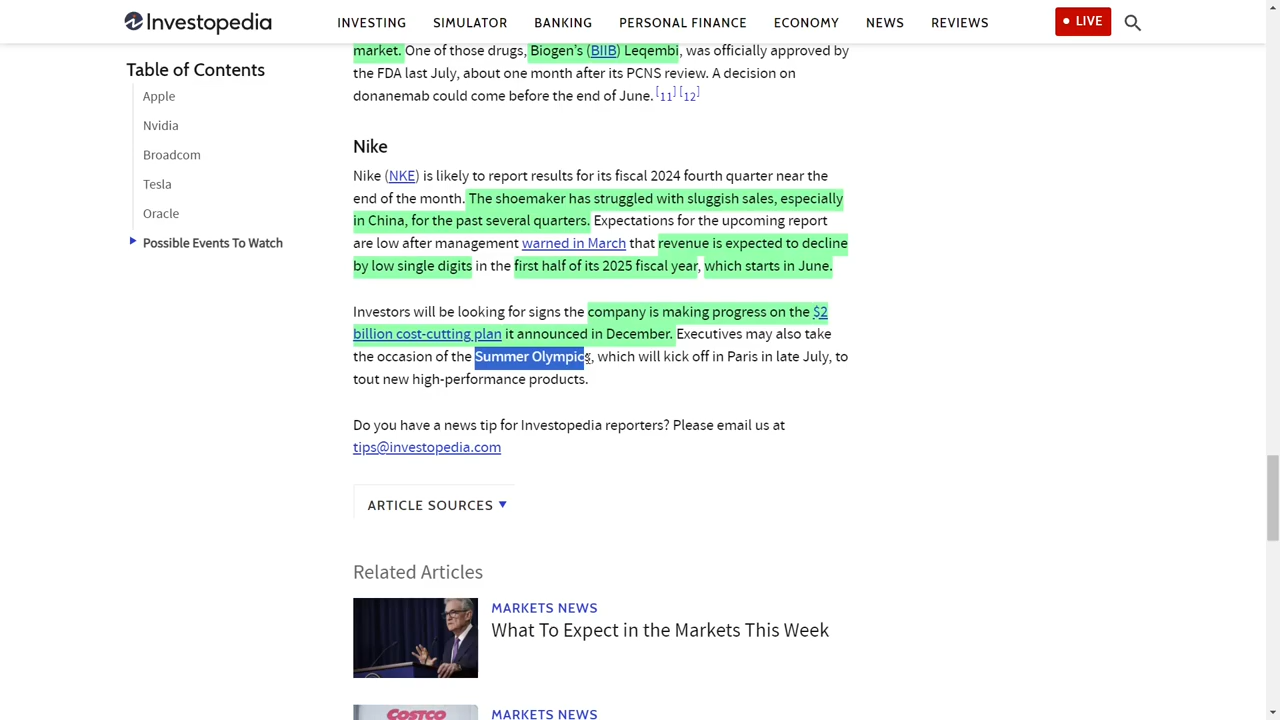 Investopedia
INVESTING SIMULATOR BANKING PERSONAL FINANCE ECONOMY NEWS REVIEWS LIVE
Table of Contents
Apple
Nvidia
Broadcom
Tesla
Oracle
Possible Events To Watch
market. One of those drugs, Biogen's (BIIB) Leqembi, was officially approved by
the FDA last July, about one month after its PCNS review. A decision on
donanemab could come before the end of June. [11] [12]
Nike
Nike (NKE) is likely to report results for its fiscal 2024 fourth quarter near the
end of the month. The shoemaker has struggled with sluggish sales, especially
in China, for the past several quarters. Expectations for the upcoming report
are low after management warned in March that revenue is expected to decline
by low single digits in the first half of its 2025 fiscal year, which starts in June.
Investors will be looking for signs the company is making progress on the $2
billion cost-cutting plan it announced in December. Executives may also take
the occasion of the Summer Olympics, which will kick off in Paris in late July, to
tout new high-performance products.
Do you have a news tip for Investopedia reporters? Please email us at
tips@investopedia.com
ARTICLE SOURCES
Related Articles
MARKETS NEWS
What To Expect in the Markets This Week
MARKETS NEWS
COSTCO